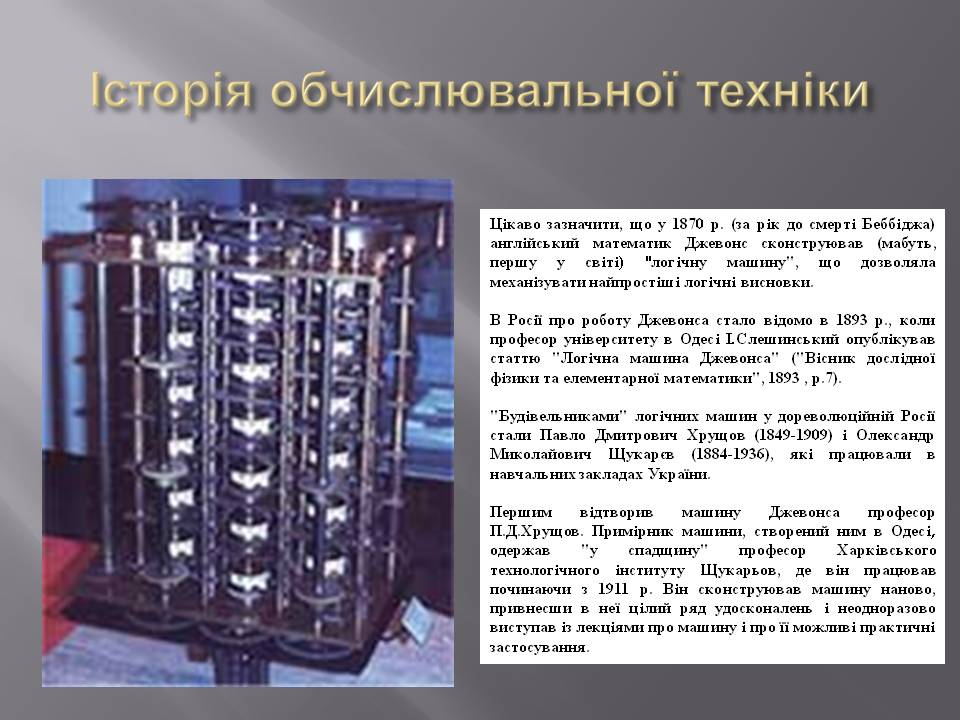 Історія обчислювальної техніки
Цікаво зазначити, що у 1870 р. (за рік до смерті Беббіджа)
англійський математик Джевонс сконструював (мабуть,
першу у світі) "логічну машину", що дозволяла
механізувати найпростіші логічні висновки.
В Росії про роботу Джевонса стало відомо в 1893 р., коли
професор університету в Одесі І.Слешинський опублікував
статтю "Логічна машина Джевонса" ("Вісник дослідної
фізики та елементарної математики", 1893 , р.7).
"Будівельниками" логічних машин у дореволюційній Росії
стали Павло Дмитрович Хрущов (1849-1909) і Олександр
Миколайович Щукарєв (1884-1936), які працювали в
навчальних закладах України.
Першим відтворив машину Джевонса професор
П.Д.Хрущов. Примірник машини, створений ним в Одесі,
одержав "у спадщину" професор Харківського
технологічного інституту Щукарьов, де він працював
починаючи з 1911 р. Він сконструював машину наново,
привнесши в неї цілий ряд удосконалень і неодноразово
виступав із лекціями про машину і про її можливі практичні
застосування.